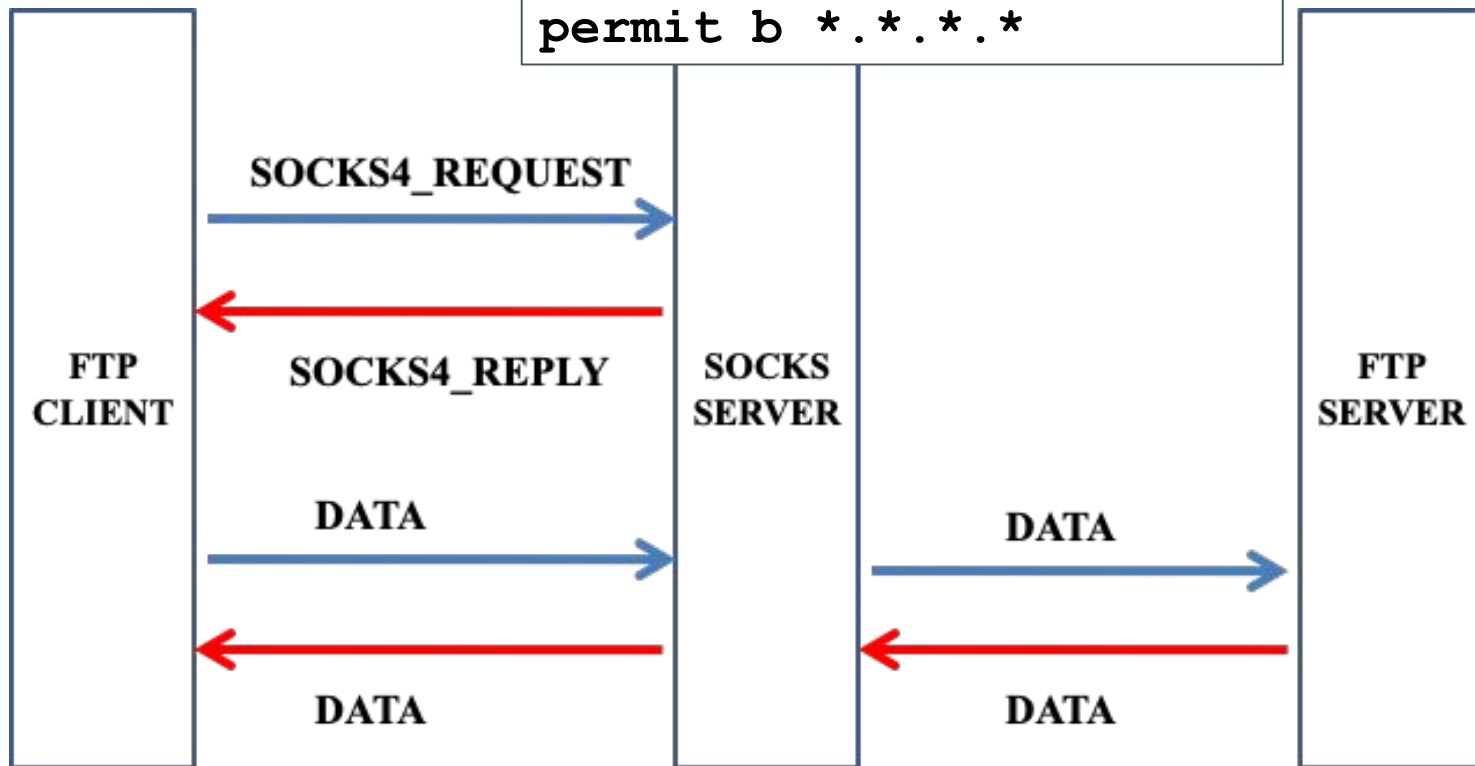 permit b *.*.*.*
SOCKS4_REQUEST
FTP
CLIENT
SOCKS4_REPLY
SOCKS
SERVER
FTP
SERVER
DATA
DATA
DATA
DATA